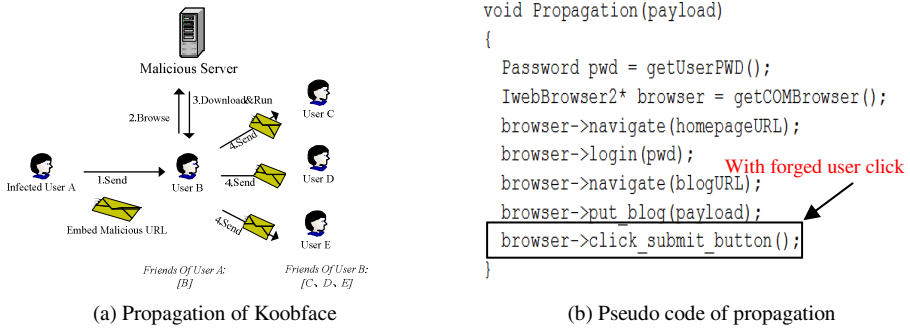 Malicious Server
3.Download&Run
2.Browse
User C
4.Send
Infected User A
1.Send
User B
4.Send
User D
Embed Malicious URL
4.Send
User E
Friends Of User A:
[B]
Friends Of User B:
[C、D、E]
(a) Propagation of Koobface
void Propagation(payload)
{
Password pwd = getUserPWD();
IwebBrowser2* browser = getCOMBrowser();
browser->navigate(homepageURL);
browser->login(pwd);
With forged user click
browser->navigate(blogURL);
browser->put_blog(payload);
browser->click_submit_button();
}
(b) Pseudo code of propagation